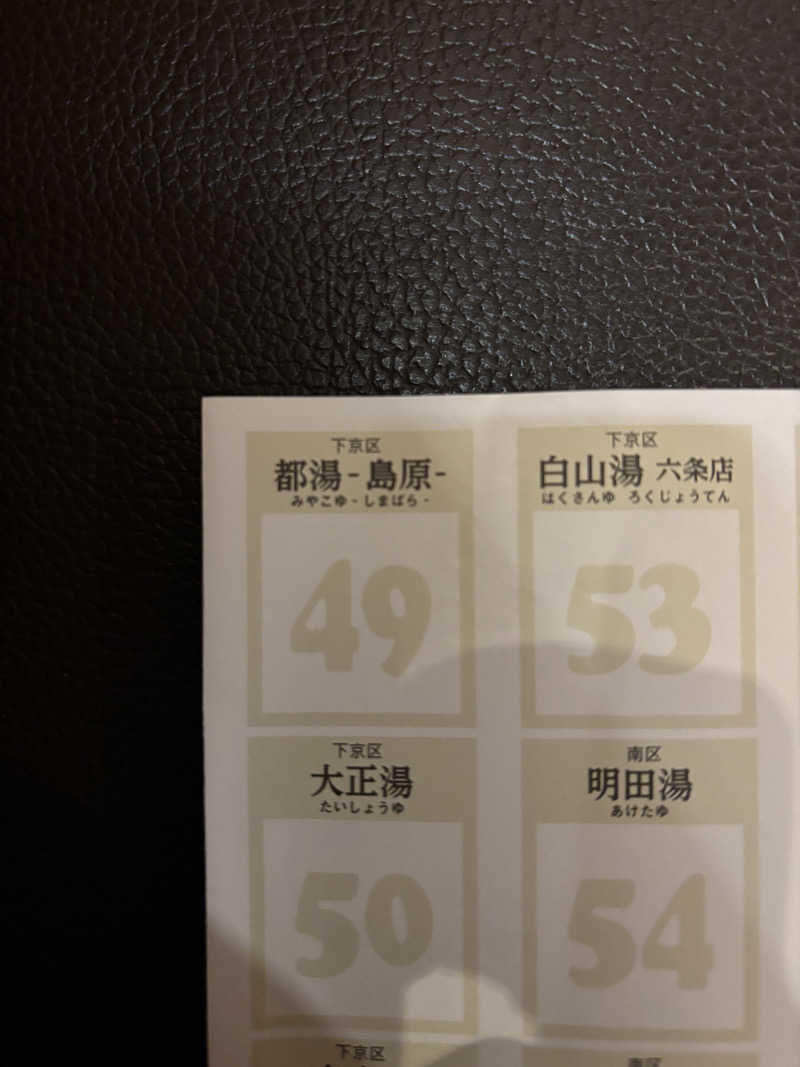 下京区
都湯-島原-
みやこゆ-しまばら-
49
下京区
白山湯 六条店
はくさんゆ ろくじょうてん
53
下京区
大正湯
たいしょうゆ
50
南区
明田湯
あけたゆ
54
下京区
南区